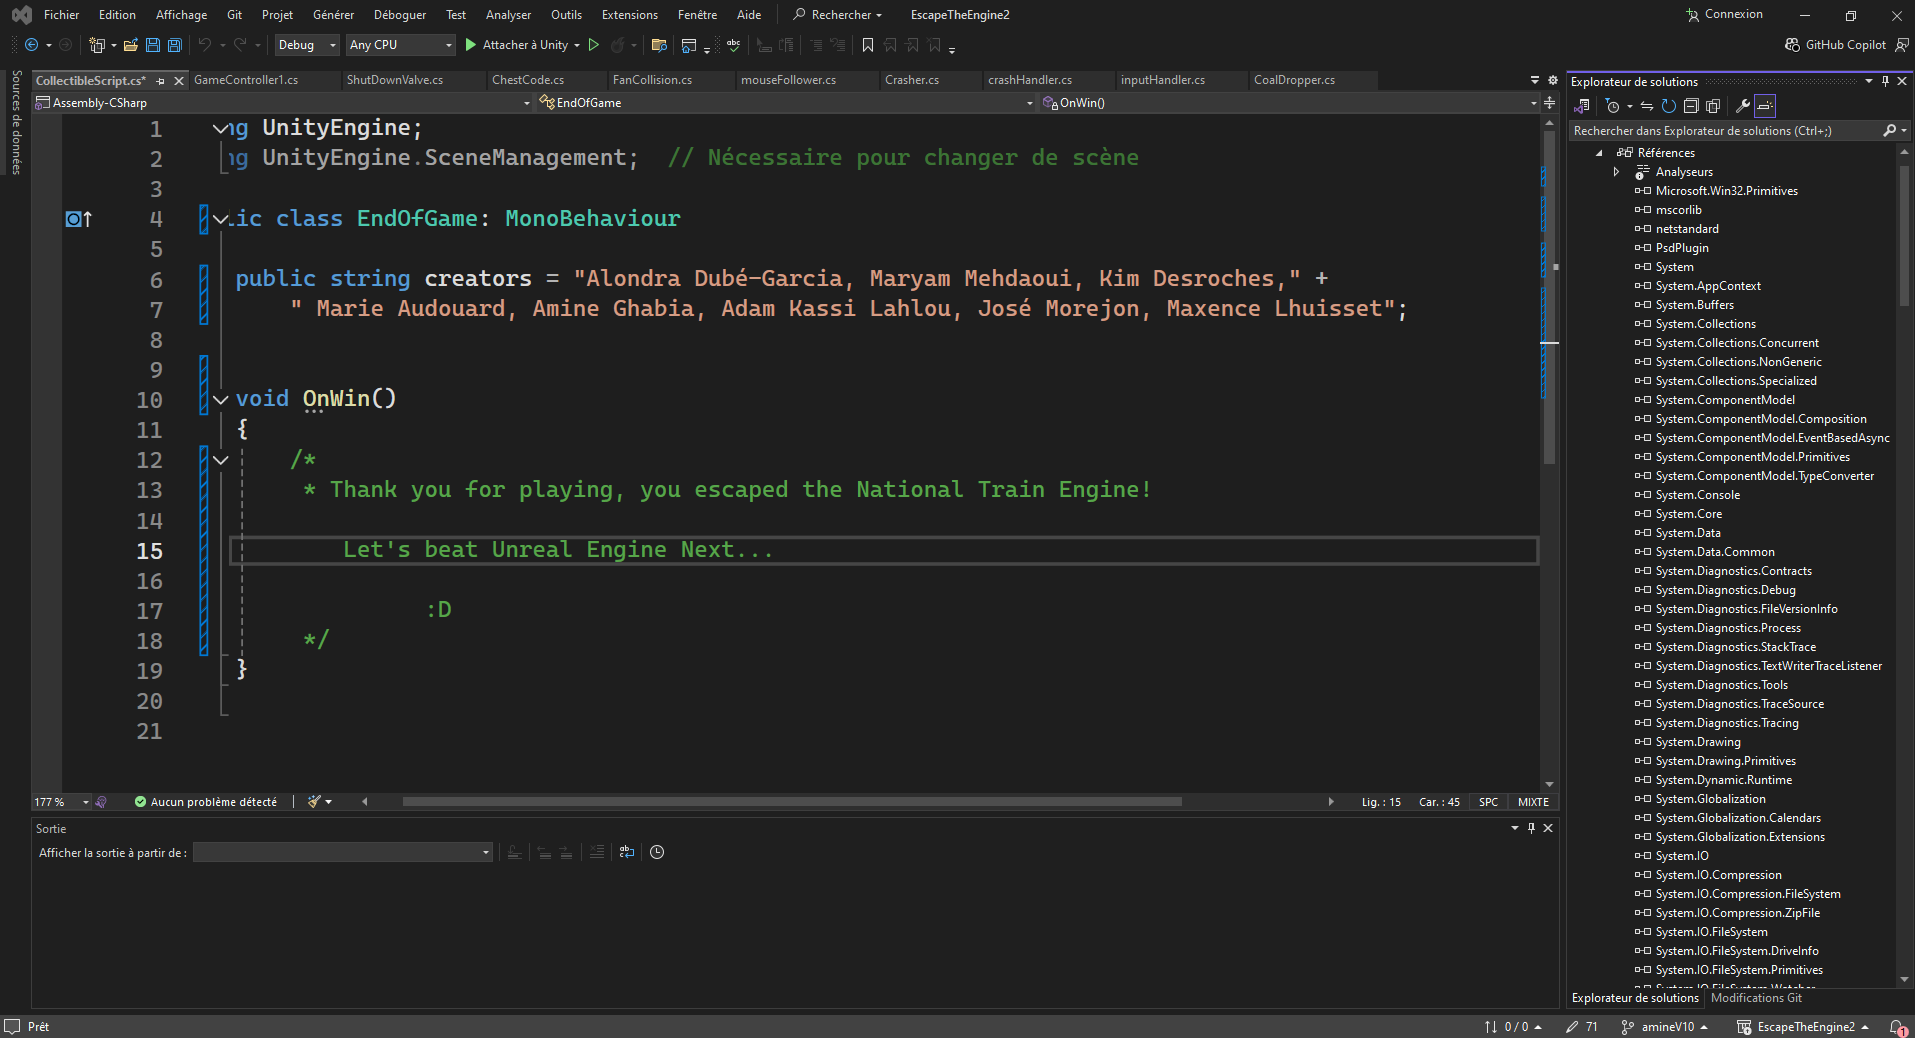 Fichier Edition Affichage Git Projet Générer Déboguer Test Analyser Outils Extensions Fenêtre Aide Rechercher EscapeTheEngine2 Connexion
Debug Any CPU Attacher à Unity GitHub Copilot
Sources de données
CollectibleScript.cs* GameController1.cs ShutDownValve.cs ChestCode.cs FanCollision.cs mouseFollower.cs Crasher.cs crashHandler.cs inputHandler.cs CoalDropper.cs
Assembly-CSharp EndOfGame OnWin()
1 ng UnityEngine;
2 ng UnityEngine.SceneManagement; // Nécessaire pour changer de scène
3
4 lic class EndOfGame: MonoBehaviour
5
6 public string creators = "Alondra Dubé-Garcia, Maryam Mehdaoui, Kim Desroches," +
7 " Marie Audouard, Amine Ghabia, Adam Kassi Lahlou, José Morejon, Maxence Lhuisset";
8
9
10 void OnWin()
11 {
12 /*
13 * Thank you for playing, you escaped the National Train Engine!
14
15 Let's beat Unreal Engine Next...
16
17 :D
18 */
19 }
20
21
177 % Aucun problème détecté Lig. : 15 Car. : 45 SPC MIXTE
Sortie
Afficher la sortie à partir de :
Explorateur de solutions
Rechercher dans Explorateur de solutions (Ctrl+;)
Références
Analyseurs
Microsoft.Win32.Primitives
mscorlib
netstandard
PsdPlugin
System
System.AppContext
System.Buffers
System.Collections
System.Collections.Concurrent
System.Collections.NonGeneric
System.Collections.Specialized
System.ComponentModel
System.ComponentModel.Composition
System.ComponentModel.EventBasedAsync
System.ComponentModel.Primitives
System.ComponentModel.TypeConverter
System.Console
System.Core
System.Data
System.Data.Common
System.Diagnostics.Contracts
System.Diagnostics.Debug
System.Diagnostics.FileVersionInfo
System.Diagnostics.Process
System.Diagnostics.StackTrace
System.Diagnostics.TextWriterTraceListener
System.Diagnostics.Tools
System.Diagnostics.TraceSource
System.Diagnostics.Tracing
System.Drawing
System.Drawing.Primitives
System.Dynamic.Runtime
System.Globalization
System.Globalization.Calendars
System.Globalization.Extensions
System.IO
System.IO.Compression
System.IO.Compression.FileSystem
System.IO.Compression.ZipFile
System.IO.FileSystem
System.IO.FileSystem.DriveInfo
System.IO.FileSystem.Primitives
Explorateur de solutions Modifications Git
Prêt 0 / 0 71 amineV10 EscapeTheEngine2 1